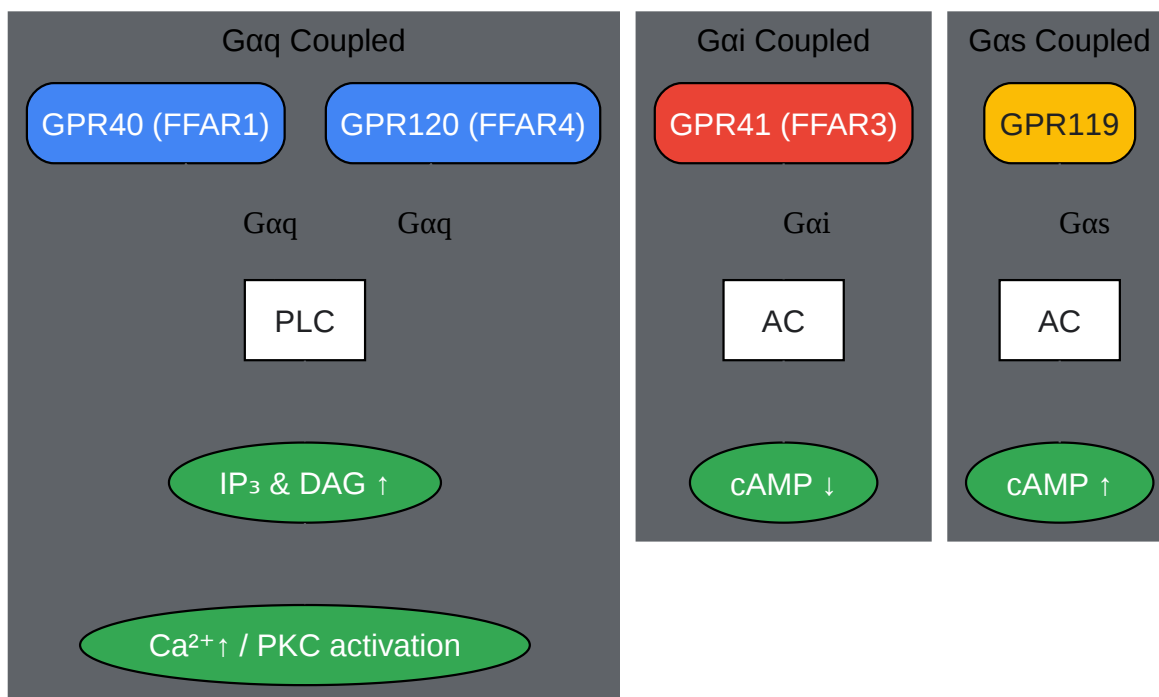 Gαq Coupled
GPR40 (FFAR1)
GPR120 (FFAR4)
Gαq
Gαq
PLC
IP₃ & DAG ↑
Ca²⁺↑ / PKC activation
Gαi Coupled
GPR41 (FFAR3)
Gαi
AC
cAMP ↓
Gαs Coupled
GPR119
Gαs
AC
cAMP ↑